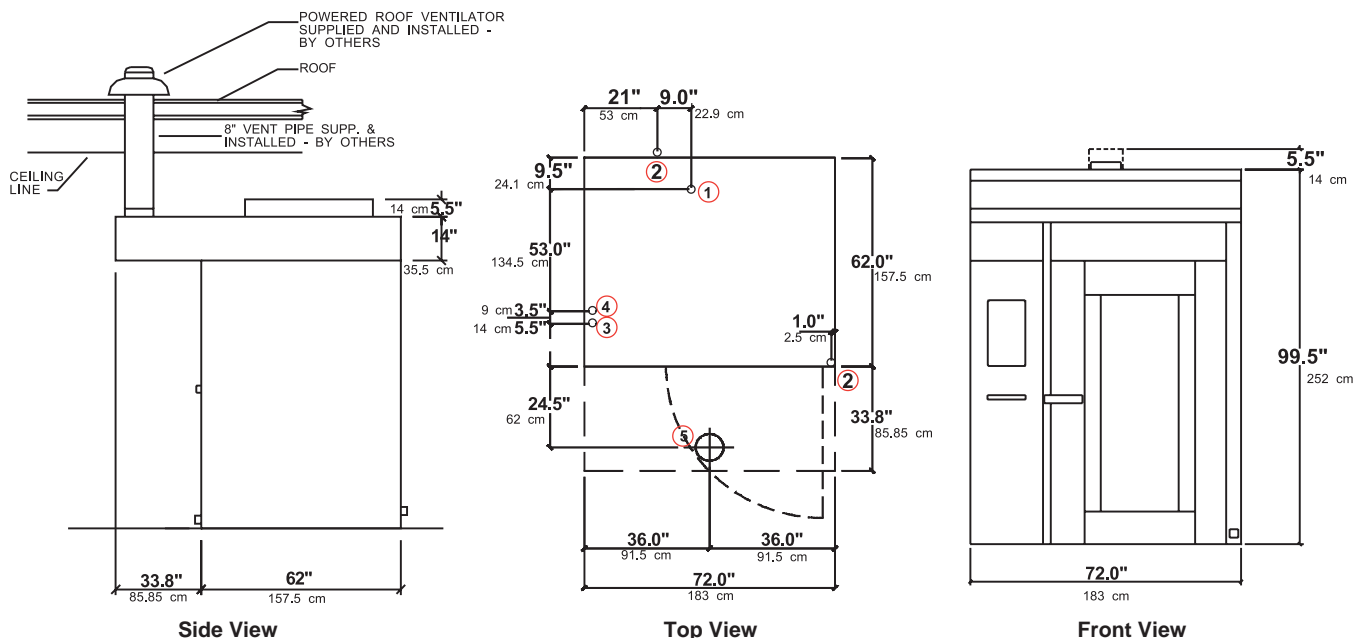 POWERED ROOF VENTILATOR
SUPPLIED AND INSTALLED -
BY OTHERS
ROOF
8" VENT PIPE SUPP. &
INSTALLED - BY OTHERS
CEILING
LINE
14 cm 5.5"
14"
35.5 cm
33.8"
85.85 cm
62"
157.5 cm
Side View
21"
53 cm
9.0"
22.9 cm
9.5"
24.1 cm
2
1
53.0"
134.5 cm
62.0"
157.5 cm
9 cm 3.5"
4
14 cm 5.5"
3
1.0"
2.5 cm
2
24.5"
62 cm
5
33.8"
85.85 cm
36.0"
91.5 cm
36.0"
91.5 cm
72.0"
183 cm
Top View
5.5"
14 cm
99.5"
252 cm
72.0"
183 cm
Front View